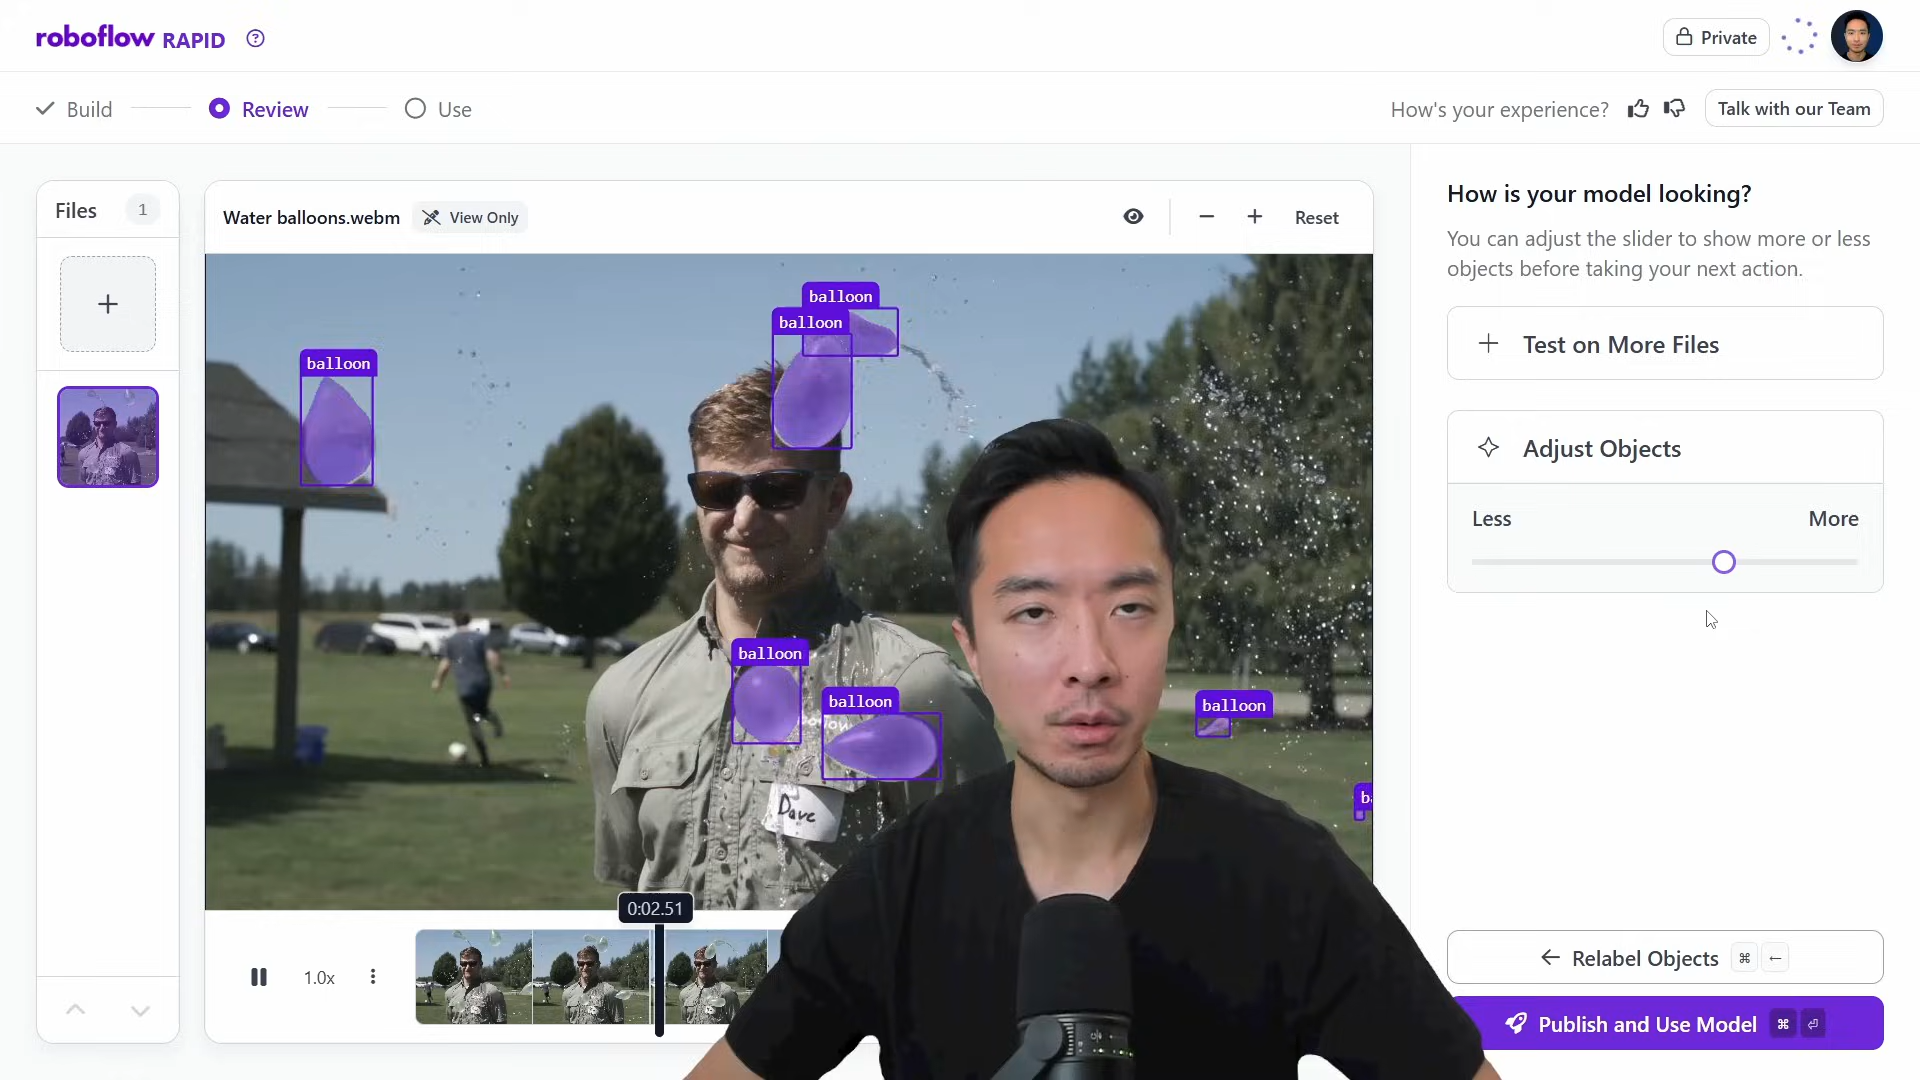 roboflow RAPID
Private
Build
Review
Use
How's your experience?
Talk with our Team
Files
1
Water balloons.webm
View Only
Reset
balloon
balloon
balloon
balloon
balloon
balloon
b
Dave
0:02.51
1.0x
How is your model looking?
You can adjust the slider to show more or less
objects before taking your next action.
Test on More Files
Adjust Objects
Less
More
Relabel Objects ⌘ ←
Publish and Use Model ⌘ ⏎